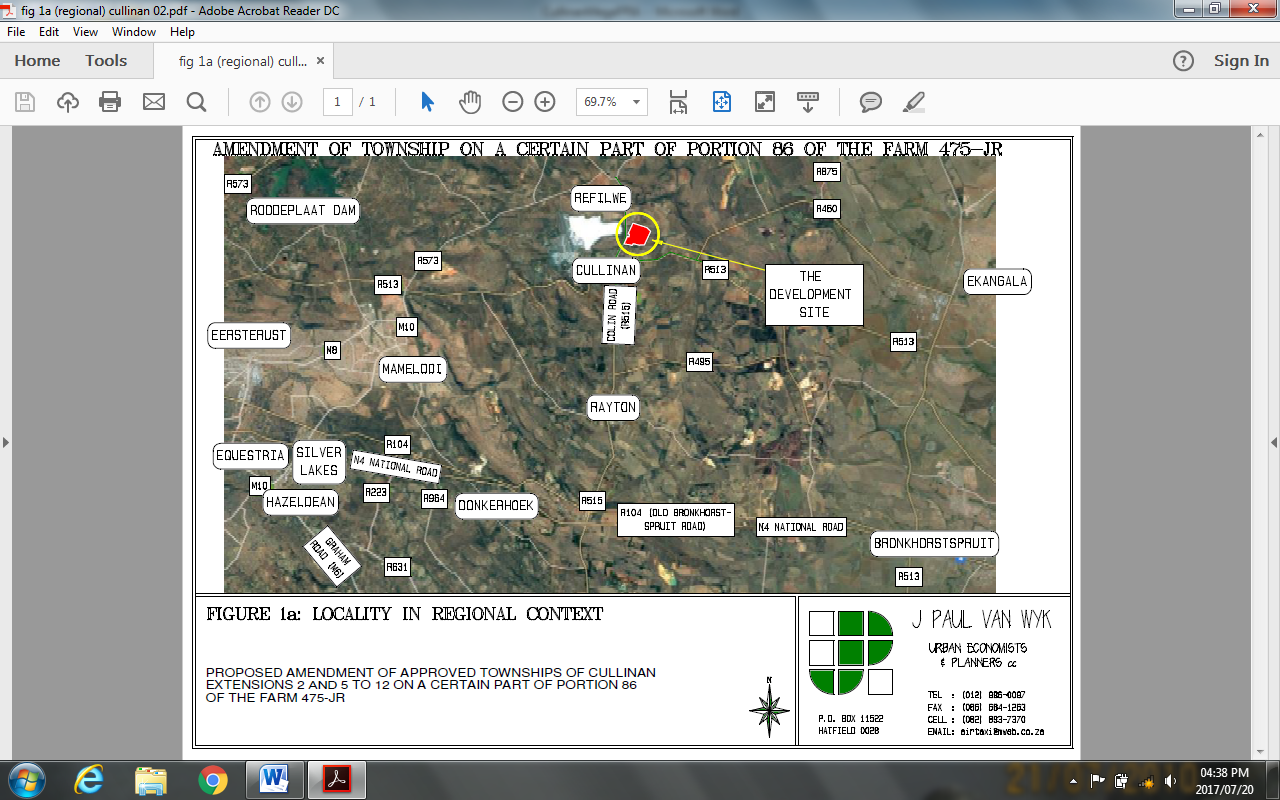 fig 1a (regional) cullinan 02.pdf - Adobe Acrobat Reader DC
File Edit View Window Help
Home Tools fig 1a (regional) cull... × ? Sign In
1 / 1 69.7%
AMENDMENT OF TOWNSHIP ON A CERTAIN PART OF PORTION 86 OF THE FARM 475-JR
R573
RODDEPLAAT DAM
REFILWE
R875
R460
R573
R513
CULLINAN
R513
THE
DEVELOPMENT
SITE
EKANGALA
COLIN ROAD
(R515)
EERSTERUST
M10
N8
MAMELODI
R513
R495
RAYTON
R104
EQUESTRIA
SILVER
LAKES
N4 NATIONAL ROAD
M10
HAZELDEAN
R223
R964
DONKERHOEK
R515
R104 (OLD BRONKHORST-
SPRUIT ROAD)
N4 NATIONAL ROAD
BRONKHORSTSPRUIT
GRAHAM
ROAD (M6)
R631
R513
FIGURE 1a: LOCALITY IN REGIONAL CONTEXT
PROPOSED AMENDMENT OF APPROVED TOWNSHIPS OF CULLINAN
EXTENSIONS 2 AND 5 TO 12 ON A CERTAIN PART OF PORTION 86
OF THE FARM 475-JR
N
J PAUL VAN WYK
URBAN ECONOMISTS
& PLANNERS cc
P.O. BOX 11522
HATFIELD 0028
TEL : (012) 996-0097
FAX : (086) 684-1263
CELL : (082) 893-7370
EMAIL: airtaxi@mweb.co.za
04:38 PM
2017/07/20